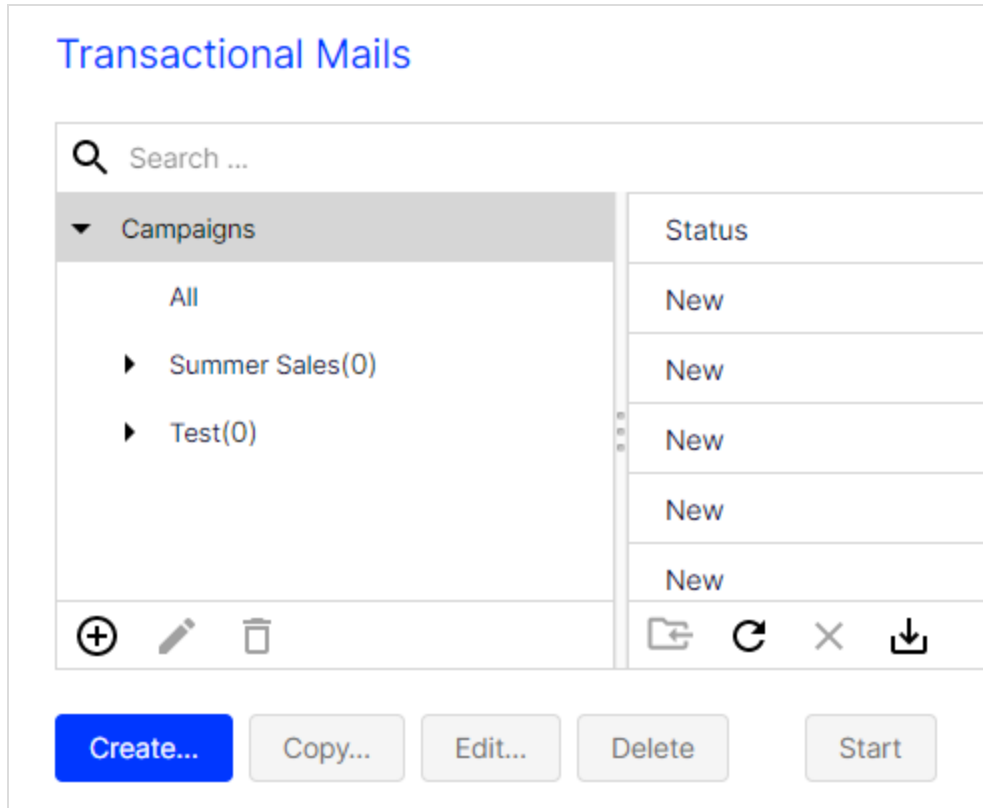 Transactional Mails
Search ...
Campaigns
Status
All
New
Summer Sales(0)
New
Test(0)
New
New
New
Create...
Copy...
Edit...
Delete
Start